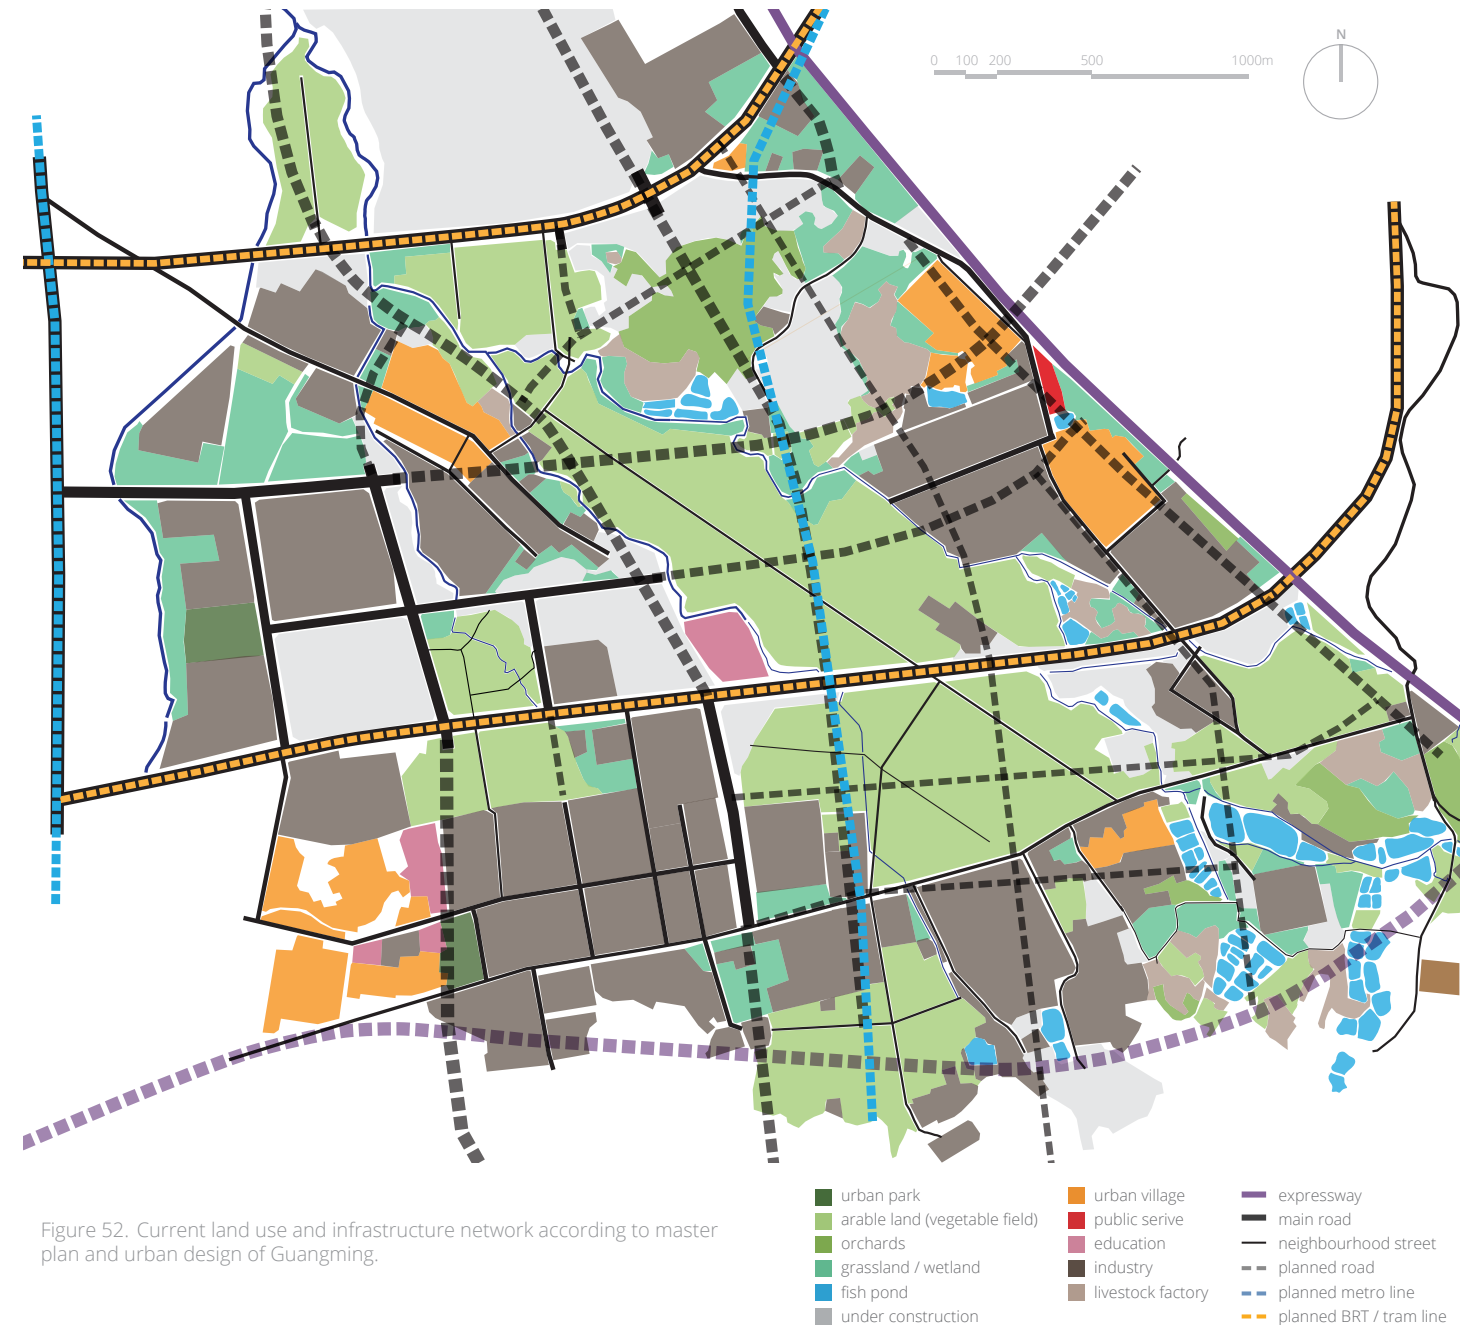 N
0 100 200 500 1000m
Figure 52. Current land use and infrastructure network according to master
plan and urban design of Guangming.
urban park
arable land (vegetable field)
orchards
grassland / wetland
fish pond
under construction
urban village
public serive
education
industry
livestock factory
expressway
main road
neighbourhood street
planned road
planned metro line
planned BRT / tram line